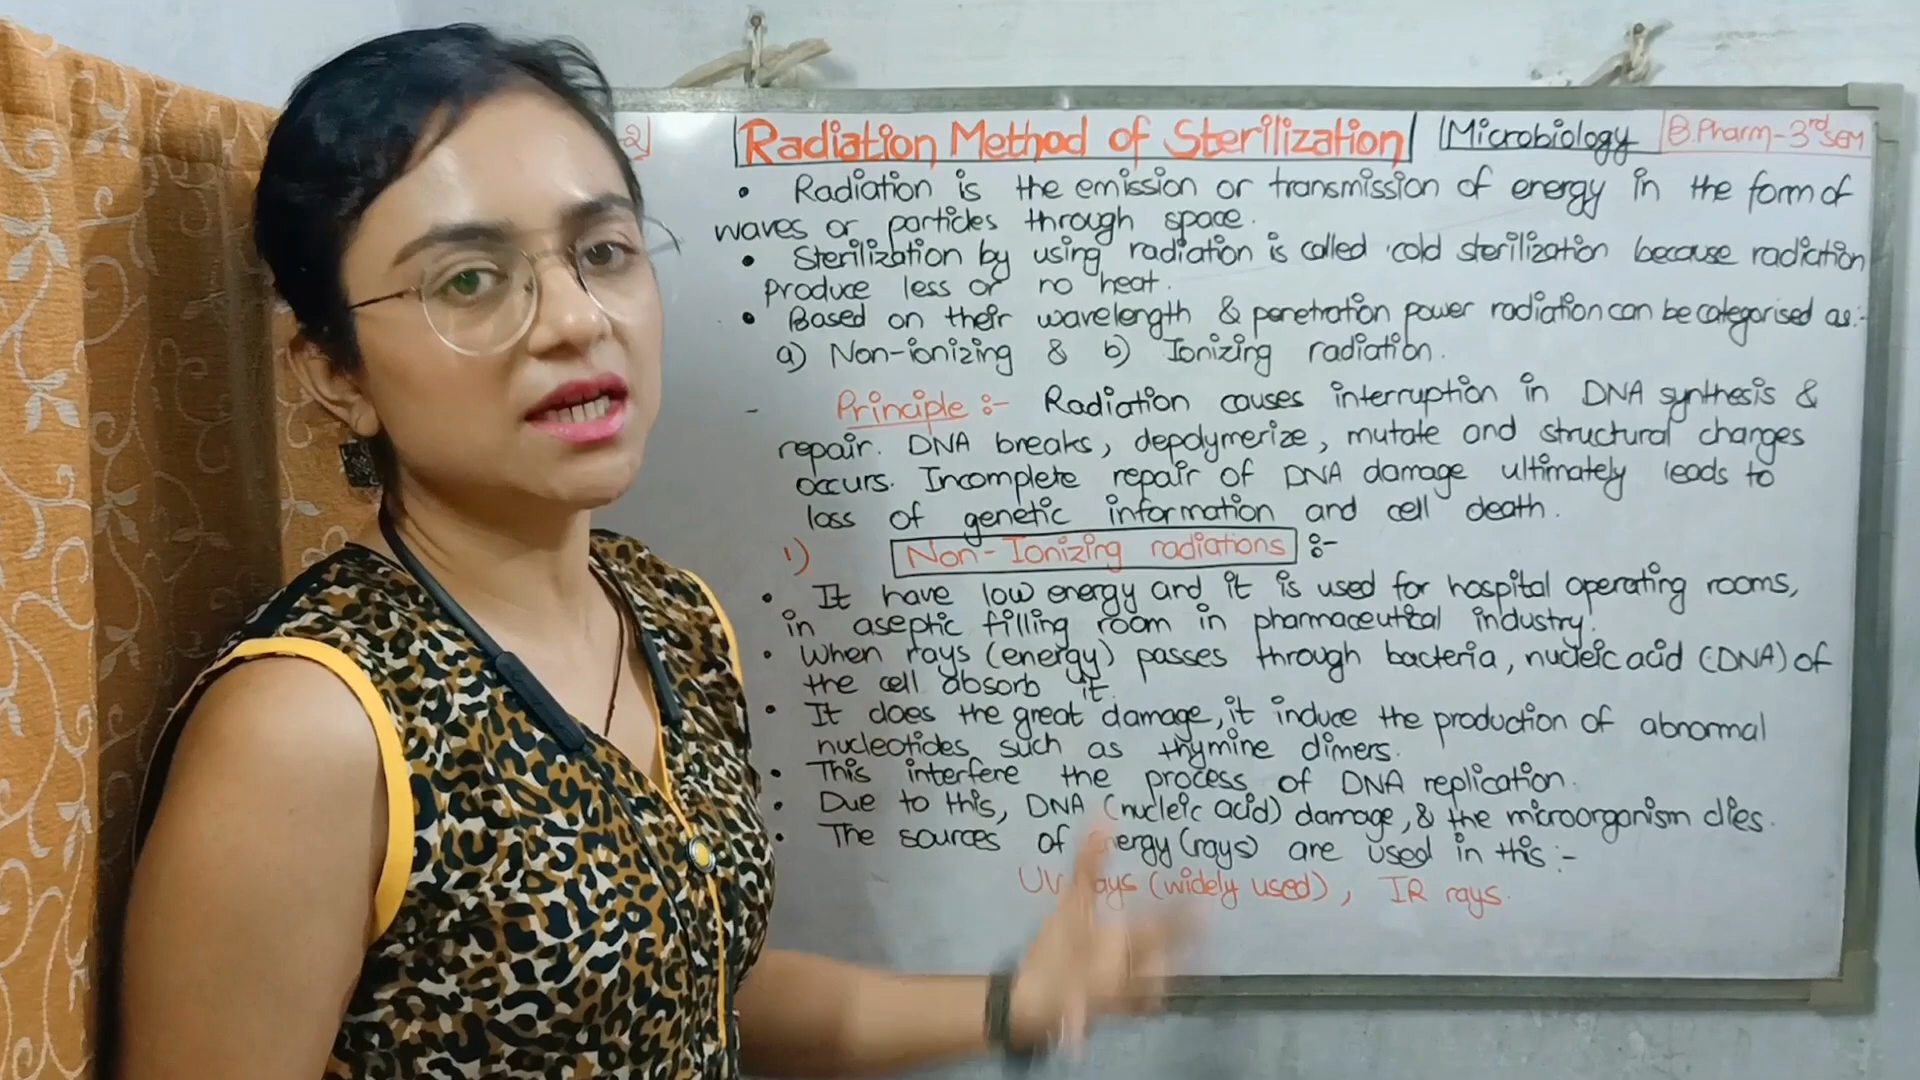 2]
Radiation Method of Sterilization
Microbiology
B.Pharm-3rd sem
• Radiation is the emission or transmission of energy in the form of
waves or particles through space.
• Sterilization by using radiation is called 'cold sterilization because radiation
produce less or no heat.
• Based on their wavelength & penetration power radiation can be categorised as:-
a) Non-ionizing & b) Ionizing radiation.
- Principle :- Radiation causes interruption in DNA synthesis &
repair. DNA breaks, depolymerize, mutate and structural changes
occurs. Incomplete repair of DNA damage ultimately leads to
loss of genetic information and cell death.
1) Non-Ionizing radiations :-
• It have low energy and it is used for hospital operating rooms,
in aseptic filling room in pharmaceutical industry.
• When rays (energy) passes through bacteria, nucleic acid (DNA) of
the cell absorb it.
• It does the great damage, it induce the production of abnormal
nucleotides such as thymine dimers.
• This interfere the process of DNA replication.
• Due to this, DNA (nucleic acid) damage, & the microorganism dies.
• The sources of energy (rays) are used in this :-
UV rays (widely used), IR rays.